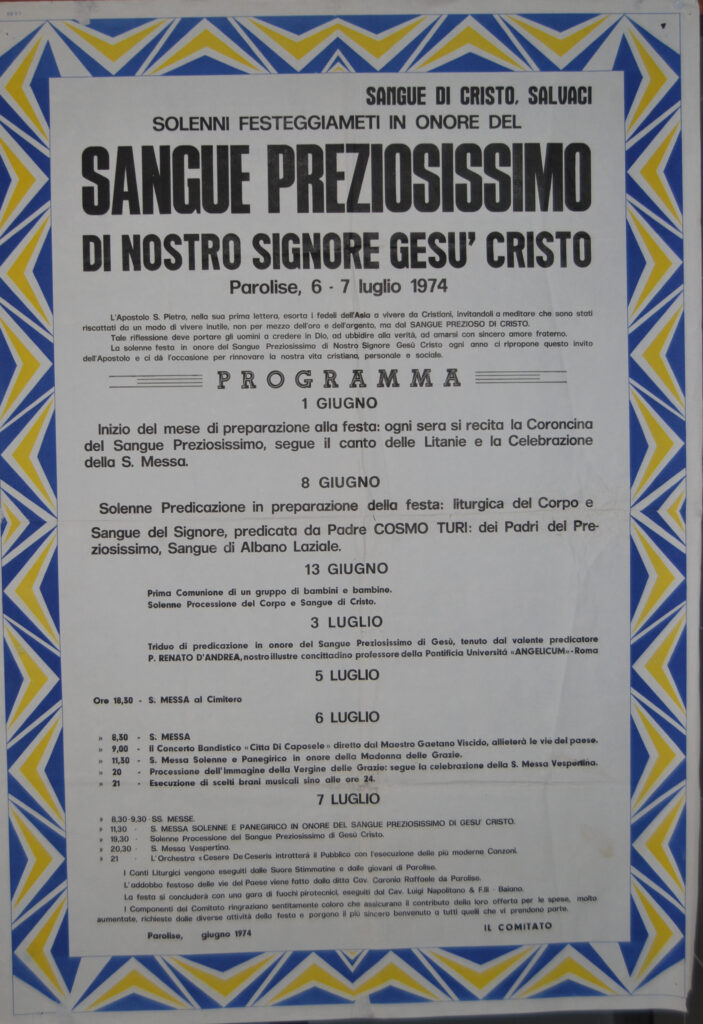 SANGUE DI CRISTO, SALVACI
SOLENNI FESTEGGIAMETI IN ONORE DEL
SANGUE PREZIOSISSIMO
DI NOSTRO SIGNORE GESU' CRISTO
Parolise, 6 - 7 luglio 1974
L'Apostolo S. Pietro, nella sua prima lettera, esorta i fedeli dell'Asia a vivere da Cristiani, invitandoli a meditare che sono stati
riscattati da un modo di vivere inutile, non per mezzo dell'oro e dell'argento, ma dal SANGUE PREZIOSO DI CRISTO.
Tale riflessione deve portare gli uomini a credere in Dio, ad ubbidire alla verità, ad amarsi con sincero amore fraterno.
La solenne festa in onore del Sangue Preziosissimo di Nostro Signore Gesù Cristo ogni anno ci ripropone questo invito
dell'Apostolo e ci dà l'occasione per rinnovare la nostra vita cristiana, personale e sociale.
PROGRAMMA
1 GIUGNO
Inizio del mese di preparazione alla festa: ogni sera si recita la Coroncina
del Sangue Preziosissimo, segue il canto delle Litanie e la Celebrazione
della S. Messa.
8 GIUGNO
Solenne Predicazione in preparazione della festa: liturgica del Corpo e
Sangue del Signore, predicata da Padre COSMO TURI: dei Padri del Pre-
ziosissimo, Sangue di Albano Laziale.
13 GIUGNO
Prima Comunione di un gruppo di bambini e bambine.
Solenne Processione del Corpo e Sangue di Cristo.
3 LUGLIO
Triduo di predicazione in onore del Sangue Preziosissimo di Gesù, tenuto dal valente predicatore
P. RENATO D'ANDREA, nostro illustre concittadino professore della Pontificia Università «ANGELICUM» - Roma
5 LUGLIO
Ore 18,30 - S. MESSA al Cimitero
6 LUGLIO
» 8,30 - S. MESSA
» 9,00 - Il Concerto Bandistico «Citta Di Caposele» diretto dal Maestro Gaetano Viscido, allieterà le vie del paese.
» 11,30 - S. Messa Solenne e Panegirico in onore della Madonna delle Grazie.
» 20 - Processione dell'Immagine della Vergine delle Grazie: segue la celebrazione della S. Messa Vespertina.
» 21 - Esecuzione di scelti brani musicali sino alle ore 24.
7 LUGLIO
» 8,30-9,30 - SS. MESSE.
» 11,30 - S. MESSA SOLENNE E PANEGIRICO IN ONORE DEL SANGUE PREZIOSISSIMO DI GESU' CRISTO.
» 19,30 - Solenne Processione del Sangue Preziosissimo di Gesù Cristo.
» 20,30 - S. Messa Vespertina.
» 21 - L'Orchestra «Cesere De Ceseris intratterà il Pubblico con l'esecuzione delle più moderne Canzoni.
I Canti Liturgici vengono eseguiti dalle Suore Stimmatine e dalle giovani di Parolise.
L'addobbo festoso delle vie del Paese viene fatto dalla ditta Cav. Caronia Raffaele da Parolise.
La festa si concluderà con una gara di fuochi pirotecnici, eseguiti dal Cav. Luigi Napolitano & F.lli - Baiano.
I Componenti del Comitato ringraziano sentitamente coloro che assicurano il contributo della loro offerta per le spese, molto
aumentate, richieste dalle diverse attività della festa e porgono il più sincero benvenuto a tutti quelli che vi prendono parte.
IL COMITATO
Parolise, giugno 1974